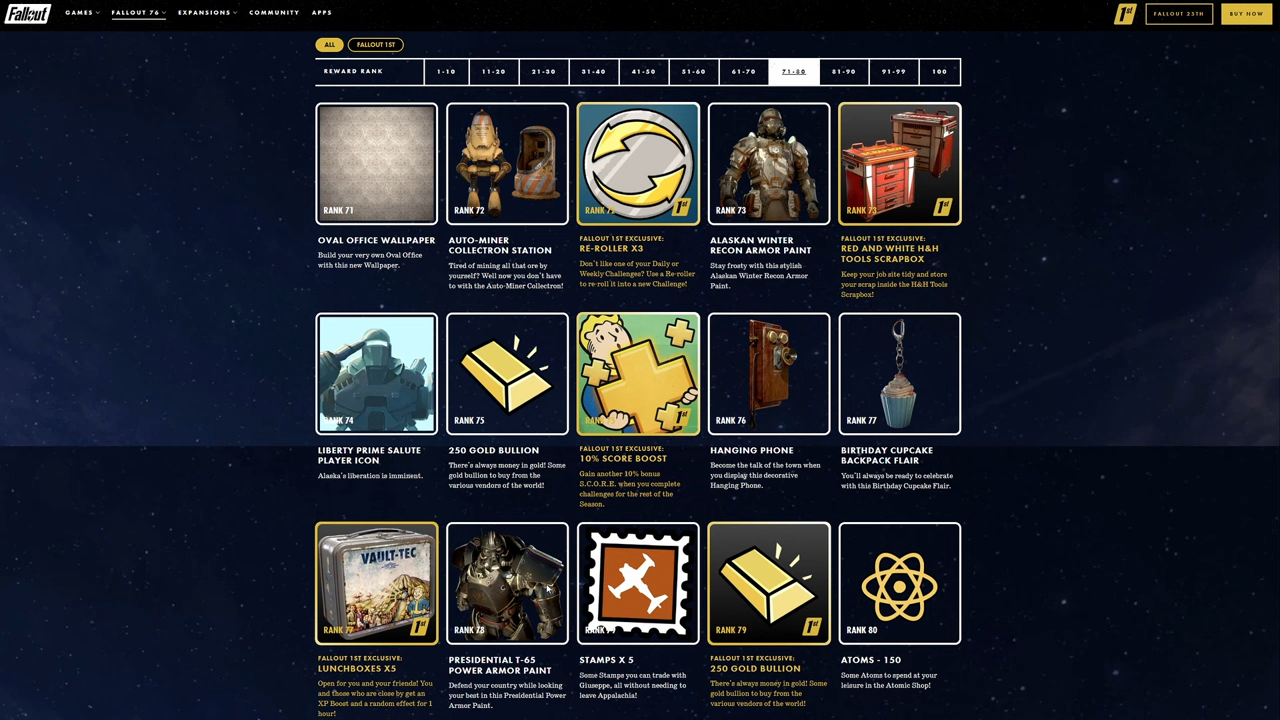 Fallout
GAMES
FALLOUT 76
EXPANSIONS
COMMUNITY
APPS
1st
FALLOUT 25TH
BUY NOW
ALL
FALLOUT 1ST
REWARD RANK
1-10
11-20
21-30
31-40
41-50
51-60
61-70
71-80
81-90
91-99
100
RANK 71
RANK 72
RANK 72
1st
RANK 73
SCRAPBOX
RANK 73
1st
OVAL OFFICE WALLPAPER
Build your very own Oval Office
with this new Wallpaper.
AUTO-MINER
COLLECTRON STATION
Tired of mining all that ore by
yourself? Well now you don't have
to with the Auto-Miner Collectron!
FALLOUT 1ST EXCLUSIVE:
RE-ROLLER X3
Don't like one of your Daily or
Weekly Challenges? Use a Re-roller
to re-roll it into a new Challenge!
ALASKAN WINTER
RECON ARMOR PAINT
Stay frosty with this stylish
Alaskan Winter Recon Armor
Paint.
FALLOUT 1ST EXCLUSIVE:
RED AND WHITE H&H
TOOLS SCRAPBOX
Keep your job site tidy and store
your scrap inside the H&H Tools
Scrapbox!
RANK 74
RANK 75
1st
RANK 76
RANK 77
LIBERTY PRIME SALUTE
PLAYER ICON
Alaska's liberation is imminent.
250 GOLD BULLION
There's always money in gold! Some
gold bullion to buy from the
various vendors of the world!
FALLOUT 1ST EXCLUSIVE:
10% SCORE BOOST
Gain another 10% bonus
S.C.O.R.E. when you complete
challenges for the rest of the
Season.
HANGING PHONE
Become the talk of the town when
you display this decorative
Hanging Phone.
BIRTHDAY CUPCAKE
BACKPACK FLAIR
You'll always be ready to celebrate
with this Birthday Cupcake Flair.
VAULT-TEC
RANK 77
1st
RANK 78
RANK 79
RANK 79
1st
RANK 80
FALLOUT 1ST EXCLUSIVE:
LUNCHBOXES X5
Open for you and your friends! You
and those who are close by get an
XP Boost and a random effect for 1
hour!
PRESIDENTIAL T-65
POWER ARMOR PAINT
Defend your country while looking
your best in this Presidential Power
Armor Paint.
STAMPS X 5
Some Stamps you can trade with
Giuseppe, all without needing to
leave Appalachia!
FALLOUT 1ST EXCLUSIVE:
250 GOLD BULLION
There's always money in gold! Some
gold bullion to buy from the
various vendors of the world!
ATOMS - 150
Some Atoms to spend at your
leisure in the Atomic Shop!